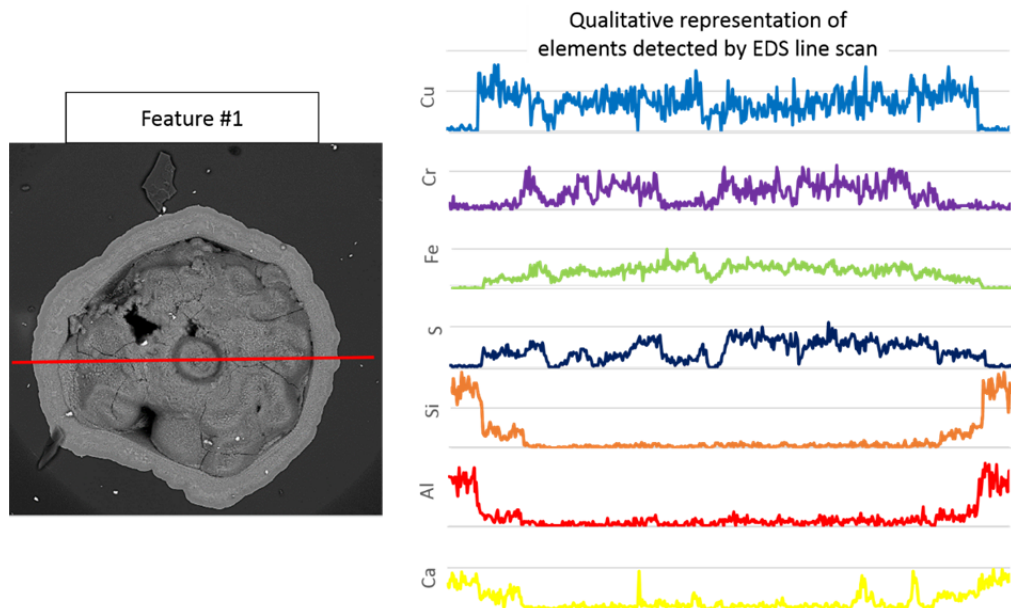 Qualitative representation of
elements detected by EDS line scan
Feature #1
Cu
Cr
Fe
S
Si
Al
Ca